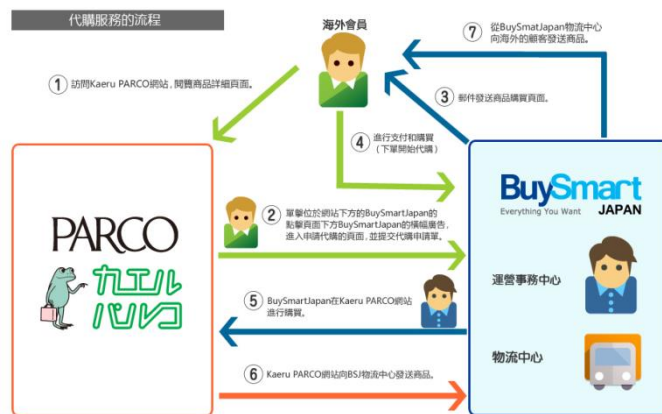 代購服務的流程
海外會員
⑦ 從BuySmatJapan物流中心
向海外的顧客發送商品。
① 訪問Kaeru PARCO網站，閱覽商品詳細頁面。
③ 郵件發送商品購買頁面。
④ 進行支付和購買
（下單開始代購）
② 單擊位於網站下方的BuySmartJapan的
點擊頁面下方BuySmartJapan的橫幅廣告，
進入申請代購的頁面，並提交代購申請單。
PARCO
カエル
パルコ
BuySmart
Everything You Want JAPAN
運營事務中心
⑤ BuySmartJapan在Kaeru PARCO網站
進行購買。
物流中心
⑥ Kaeru PARCO網站向BSJ物流中心發送商品。